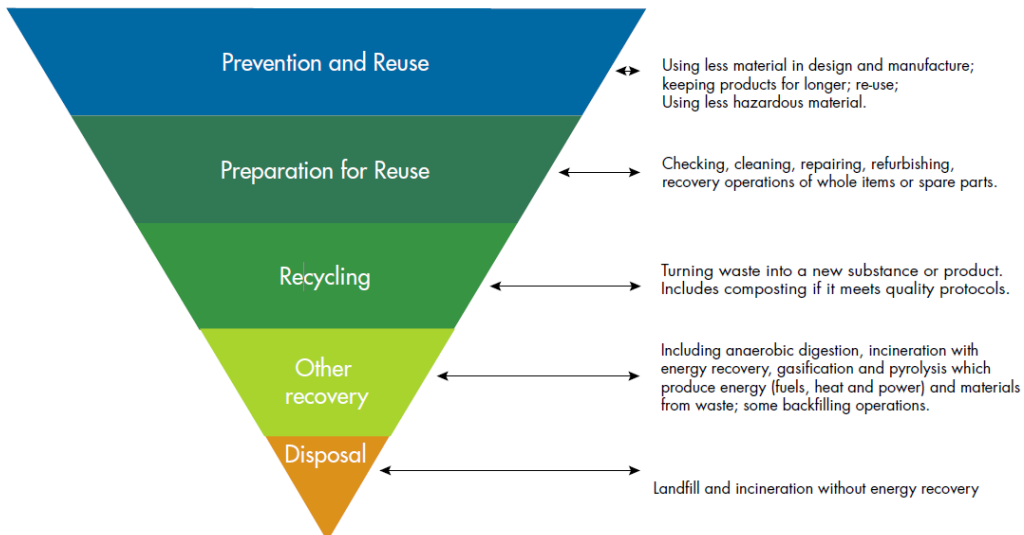 Prevention and Reuse
Using less material in design and manufacture;
keeping products for longer; re-use;
Using less hazardous material.
Preparation for Reuse
Checking, cleaning, repairing, refurbishing,
recovery operations of whole items or spare parts.
Recycling
Turning waste into a new substance or product.
Includes composting if it meets quality protocols.
Other
recovery
Including anaerobic digestion, incineration with
energy recovery, gasification and pyrolysis which
produce energy (fuels, heat and power) and materials
from waste; some backfilling operations.
Disposal
Landfill and incineration without energy recovery